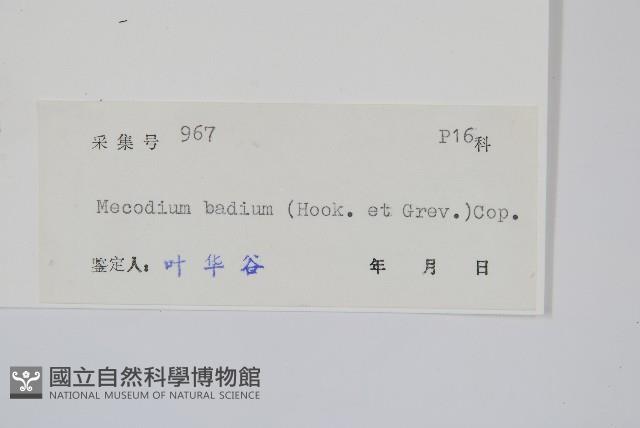 采集号 967 P16科
Mecodium badium (Hook. et Grev.)Cop.
鉴定人: 叶华谷 年 月 日
國立自然科學博物館
NATIONAL MUSEUM OF NATURAL SCIENCE